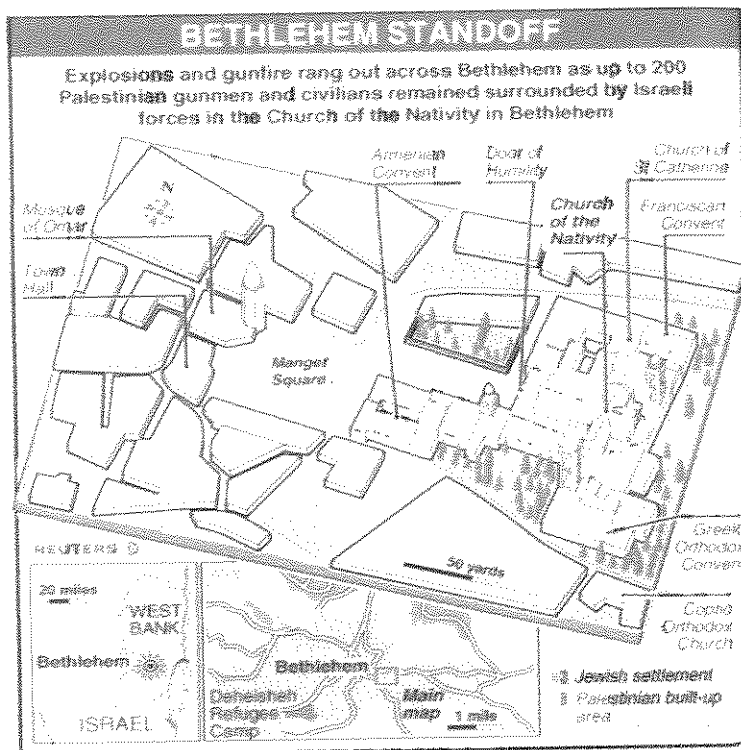 BETHLEHEM STANDOFF
Explosions and gunfire rang out across Bethlehem as up to 200
Palestinian gunmen and civilians remained surrounded by Israeli
forces in the Church of the Nativity in Bethlehem
Armenian
Convent
Door of
Humility
Church of
St Catherine
Mosque
of Omar
Church
of the
Nativity
Franciscan
Convent
Town
Hall
N
Manger
Square
50 yards
Greek
Orthodox
Convent
Coptic
Orthodox
Church
REUTERS
20 miles
WEST
BANK
Bethlehem
ISRAEL
Bethlehem
Deheisheh
Refugee
Camp
Main
map
1 mile
Jewish settlement
Palestinian built-up
area